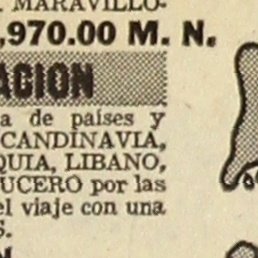 MARAVILLO-
,970.00 M. N.
ACION
a de países y
CANDINAVIA,
QUIA, LIBANO,
UCERO por las
el viaje con una
S.